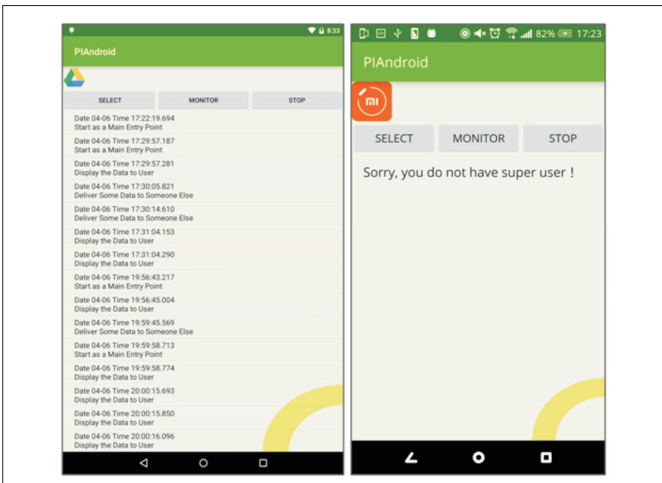 8:33
PIAndroid
SELECT MONITOR STOP
Date 04-06 Time 17:22:19.694
Start as a Main Entry Point
Date 04-06 Time 17:29:57.187
Start as a Main Entry Point
Date 04-06 Time 17:29:57.281
Display the Data to User
Date 04-06 Time 17:30:05.821
Deliver Some Data to Someone Else
Date 04-06 Time 17:30:14.610
Deliver Some Data to Someone Else
Date 04-06 Time 17:31:04.153
Display the Data to User
Date 04-06 Time 17:31:04.290
Display the Data to User
Date 04-06 Time 19:56:43.217
Start as a Main Entry Point
Date 04-06 Time 19:56:45.004
Display the Data to User
Date 04-06 Time 19:59:45.569
Deliver Some Data to Someone Else
Date 04-06 Time 19:59:58.713
Start as a Main Entry Point
Date 04-06 Time 19:59:58.774
Display the Data to User
Date 04-06 Time 20:00:15.693
Display the Data to User
Date 04-06 Time 20:00:15.850
Display the Data to User
Date 04-06 Time 20:00:16.096
Display the Data to User
82% 17:23
PIAndroid
mi
SELECT MONITOR STOP
Sorry, you do not have super user !